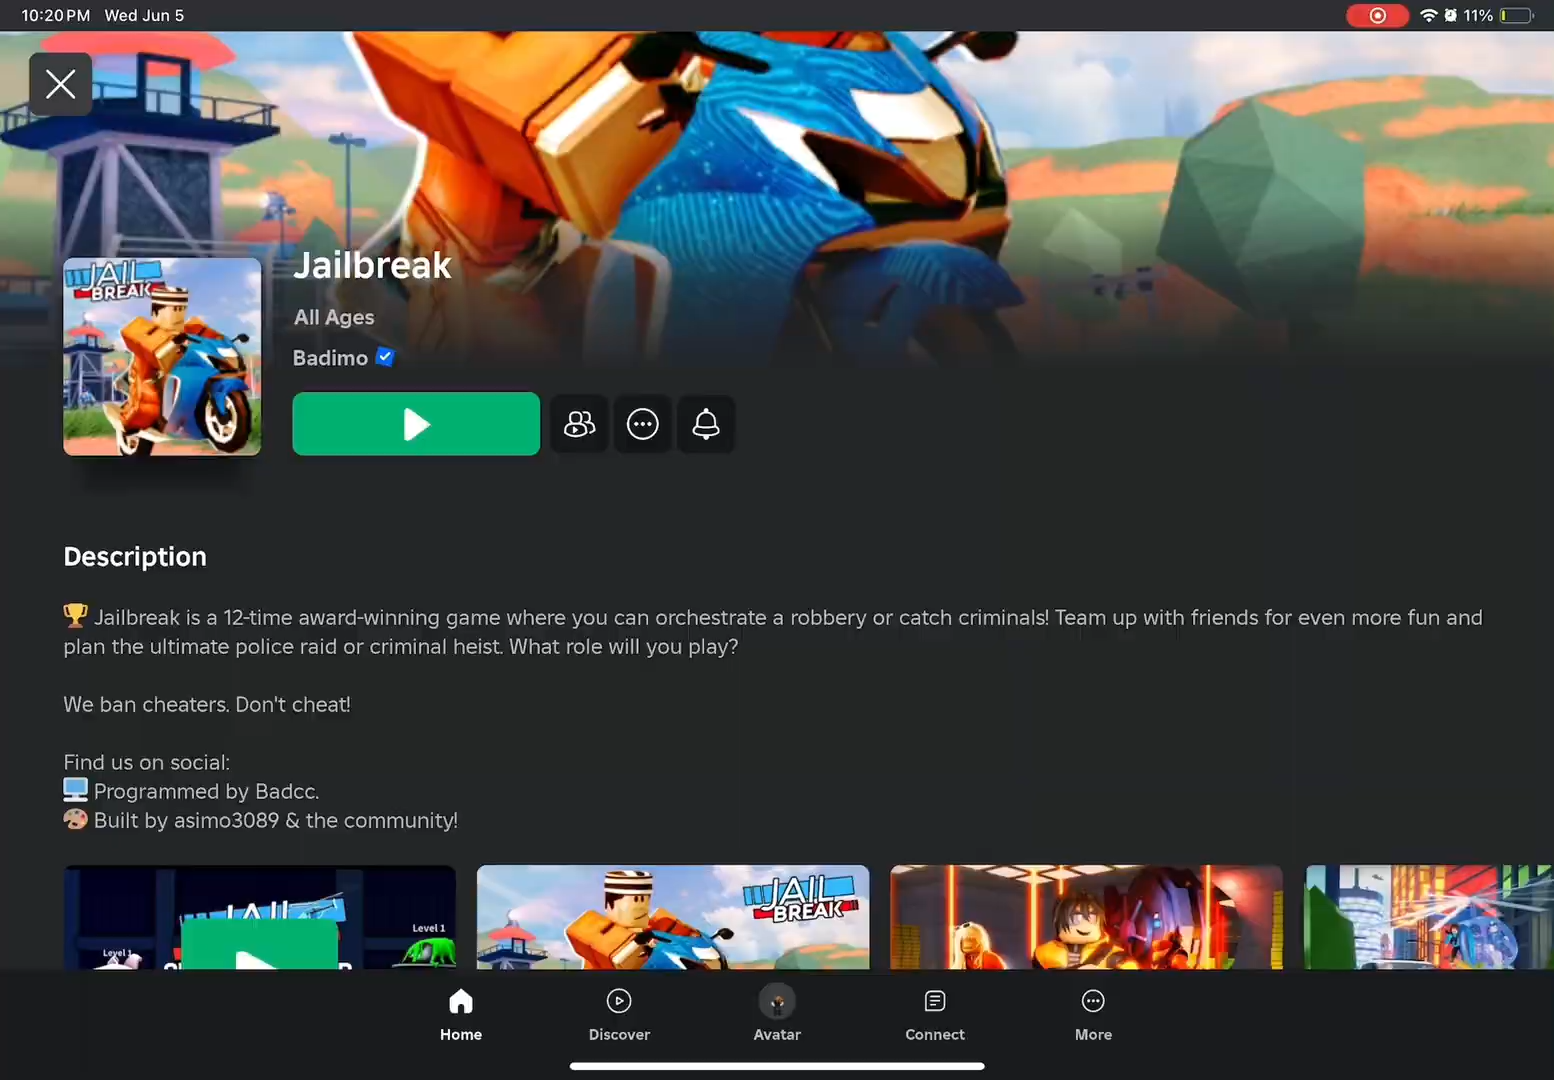 10:20 PM Wed Jun 5
11%
Jailbreak
All Ages
Badimo
JAIL
BREAK
Description
🏆 Jailbreak is a 12-time award-winning game where you can orchestrate a robbery or catch criminals! Team up with friends for even more fun and
plan the ultimate police raid or criminal heist. What role will you play?
We ban cheaters. Don't cheat!
Find us on social:
🖥️ Programmed by Badcc.
🎨 Built by asimo3089 & the community!
Level 1
Level 1
JAIL
BREAK
Home
Discover
Avatar
Connect
More